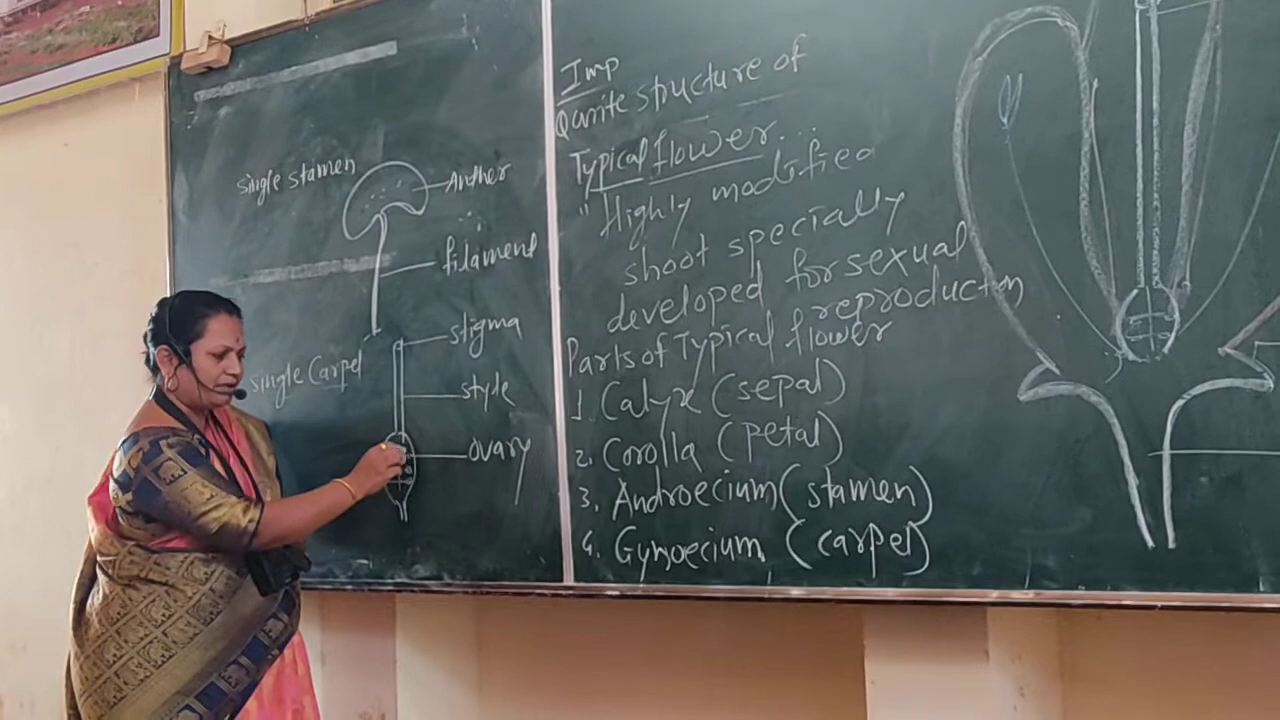 single stamen
Anther
filament
stigma
single Carpel
style
ovary
Imp
Q write structure of
Typical flower...
" Highly modified
shoot specially
developed for sexual
reproduction
Parts of Typical flower
1. Calyx (sepal)
2. Corolla (petal)
3. Androecium (stamen)
4. Gynoecium (carpel)